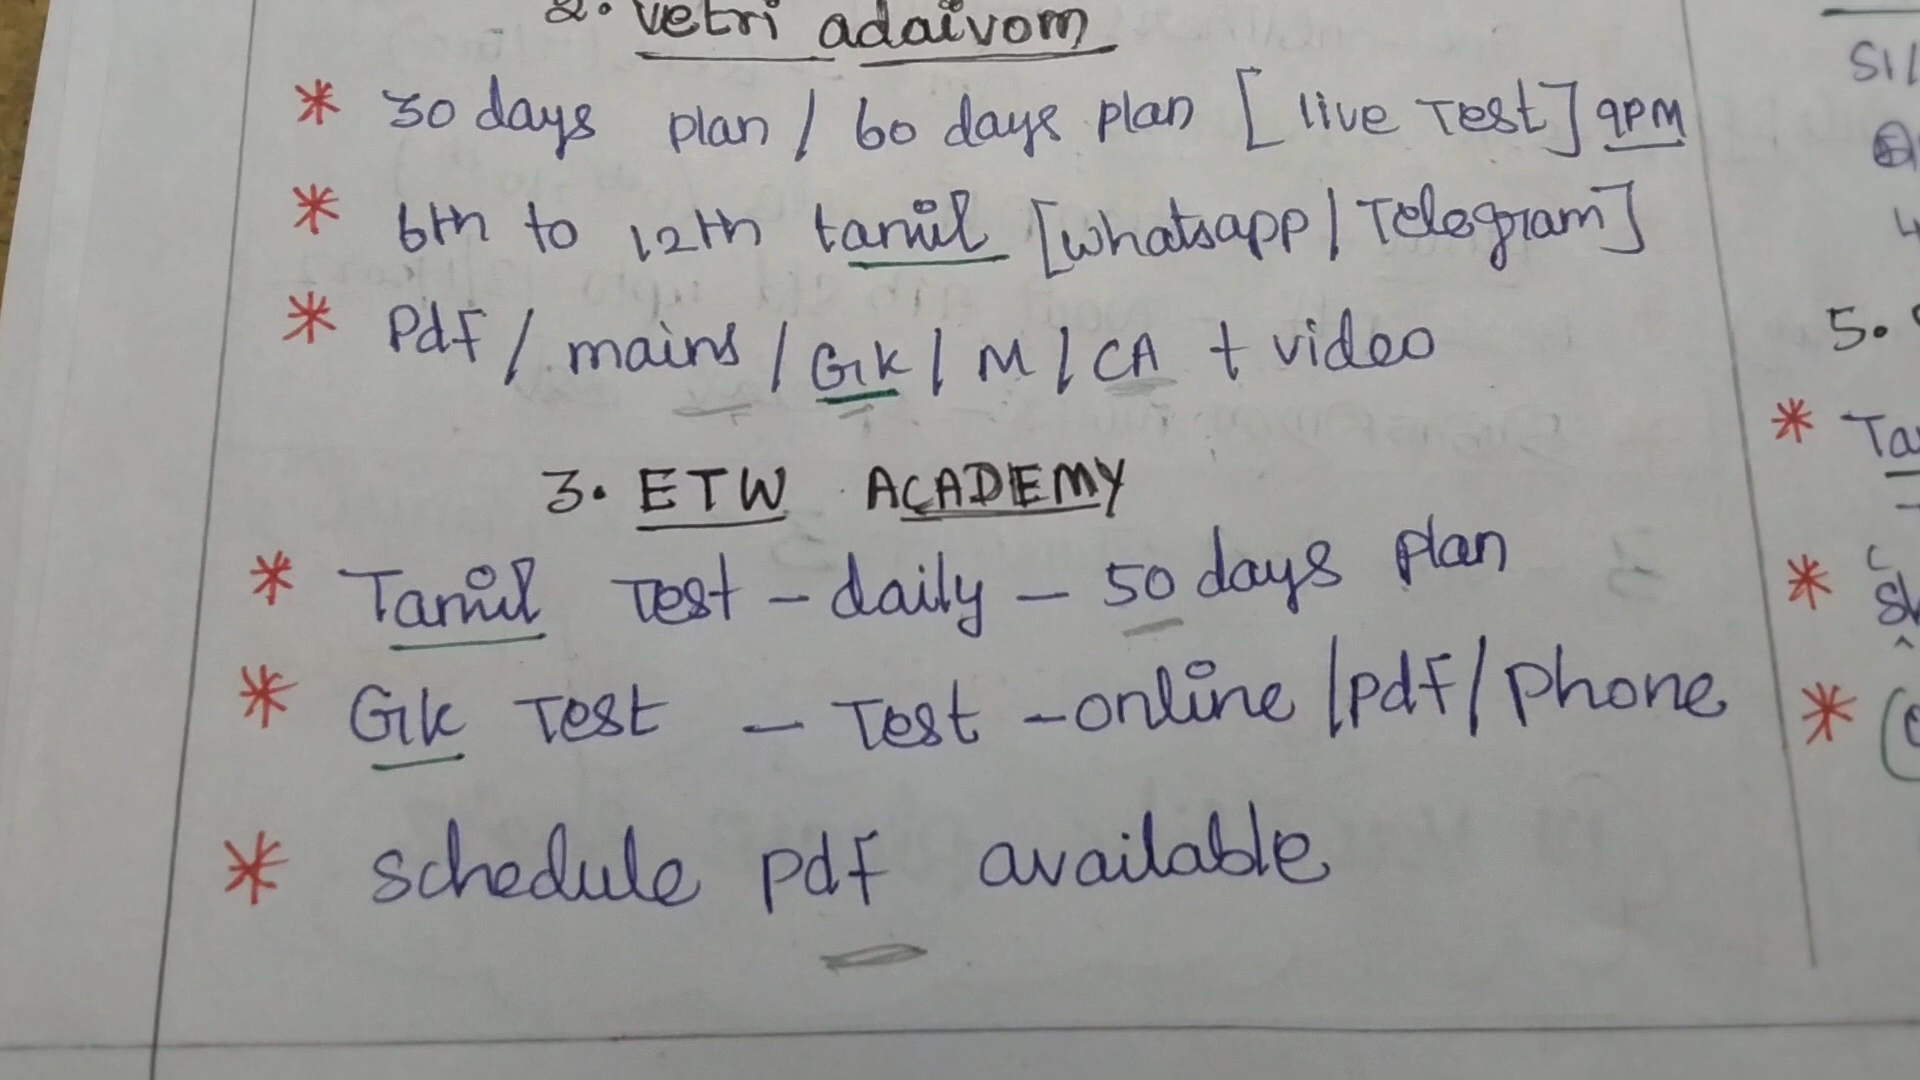 2. Vetri adaivom
* 30 days plan / 60 days plan [live Test] 9PM
* 6th to 12th tamil [whatsapp / Telegram]
* Pdf / mains / GK / M / CA + video
3. ETW ACADEMY
* Tamil Test - daily - 50 days plan
* GK Test - Test - online / pdf / phone
* schedule pdf available
5.
*
*
*